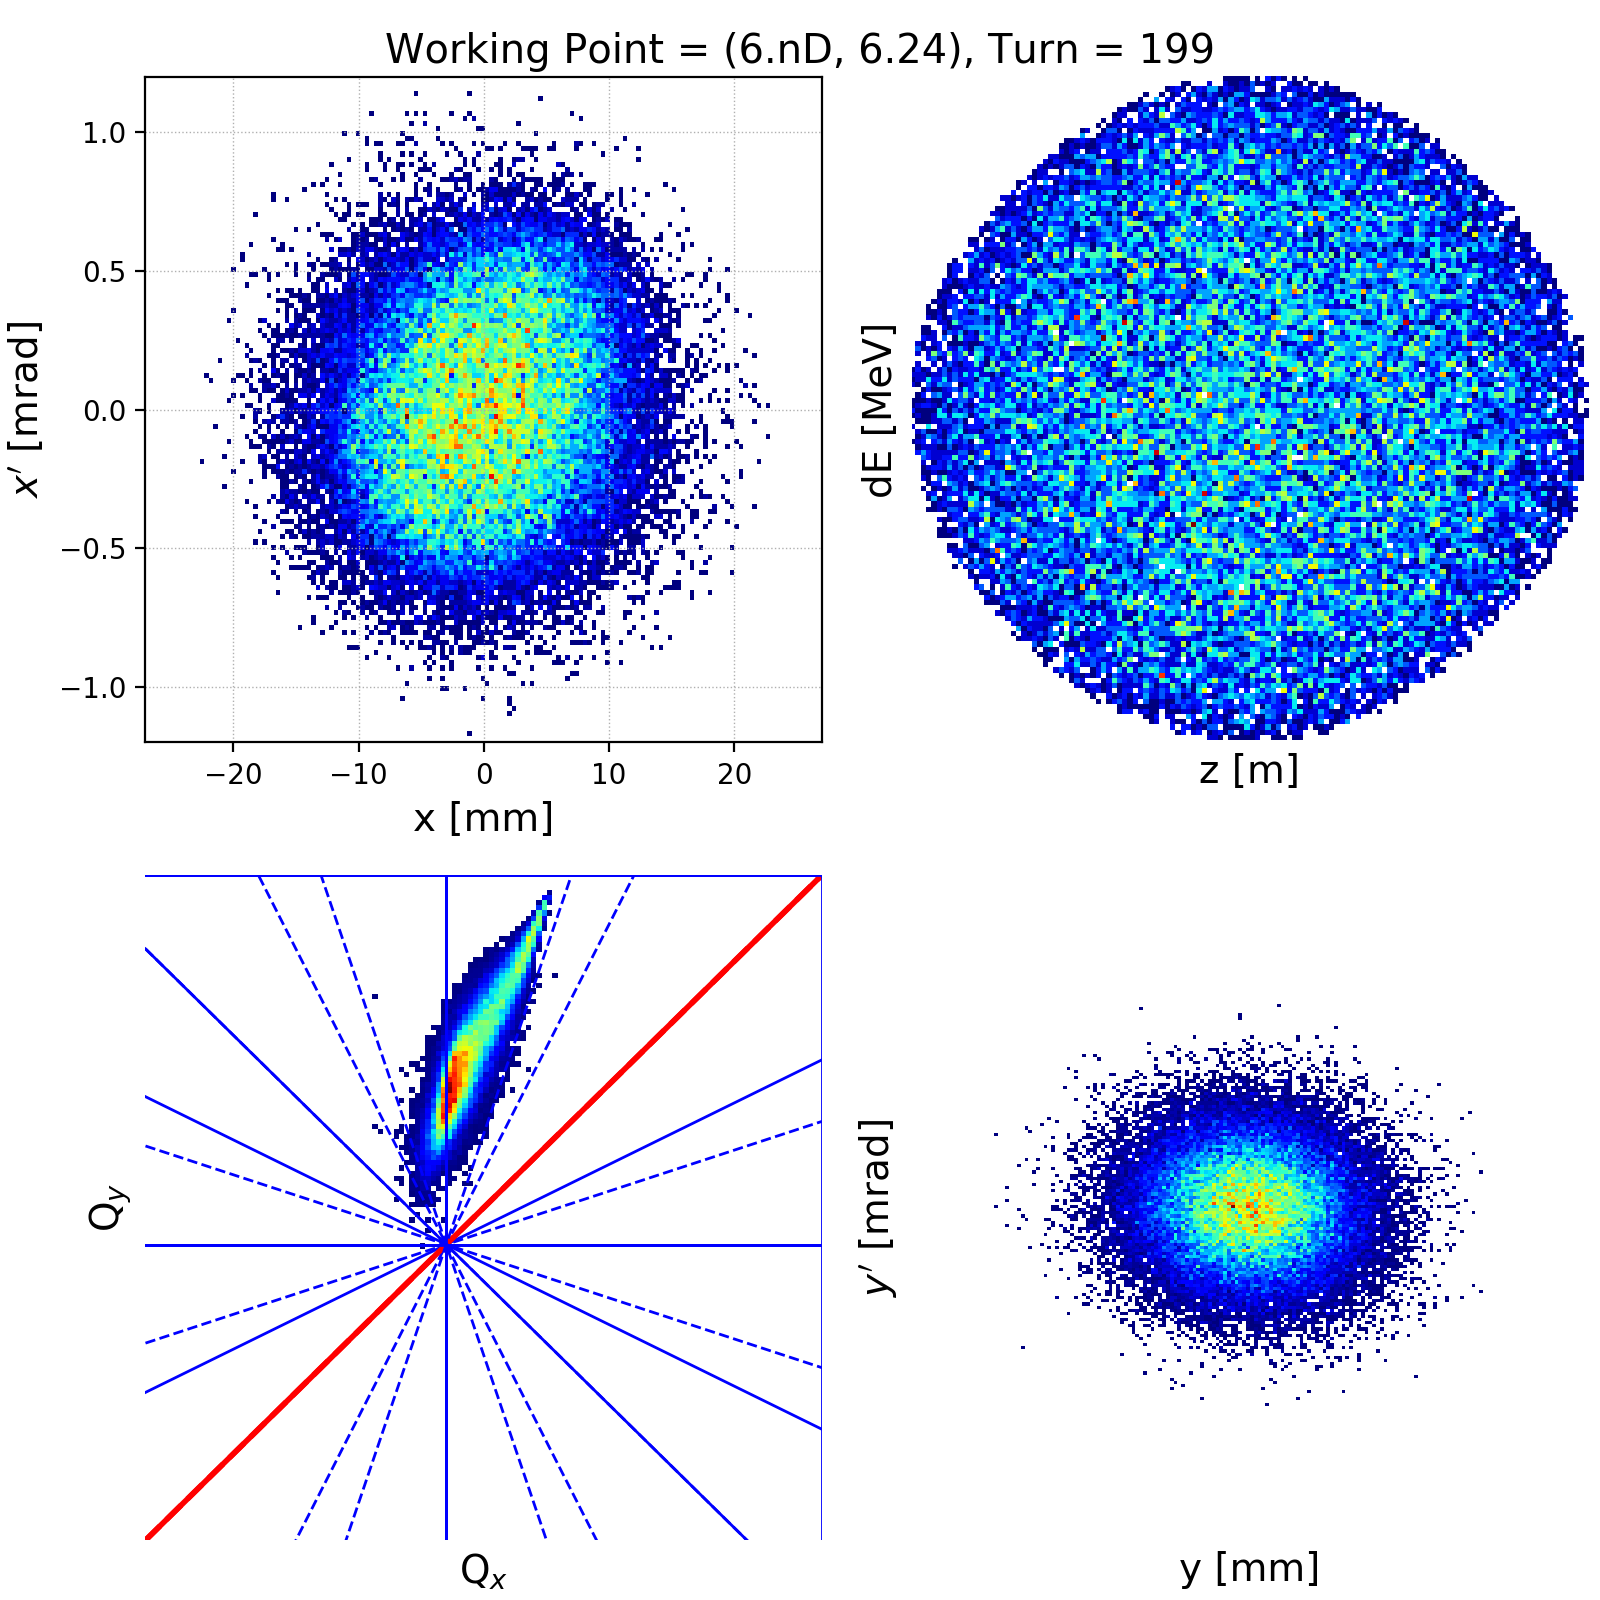 Working Point = (6.nD, 6.24), Turn = 199
1.0
0.5
0.0
−0.5
−1.0
x′ [mrad]
−20 −10 0 10 20
x [mm]
dE [MeV]
z [m]
Qy
Qx
y′ [mrad]
y [mm]